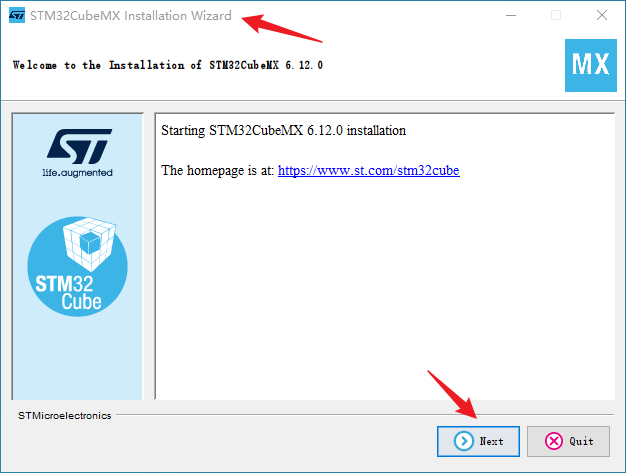 STM32CubeMX Installation Wizard
Welcome to the Installation of STM32CubeMX 6.12.0
MX
Starting STM32CubeMX 6.12.0 installation
The homepage is at: https://www.st.com/stm32cube
ST
life.augmented
STM32
Cube
STMicroelectronics
Next
Quit